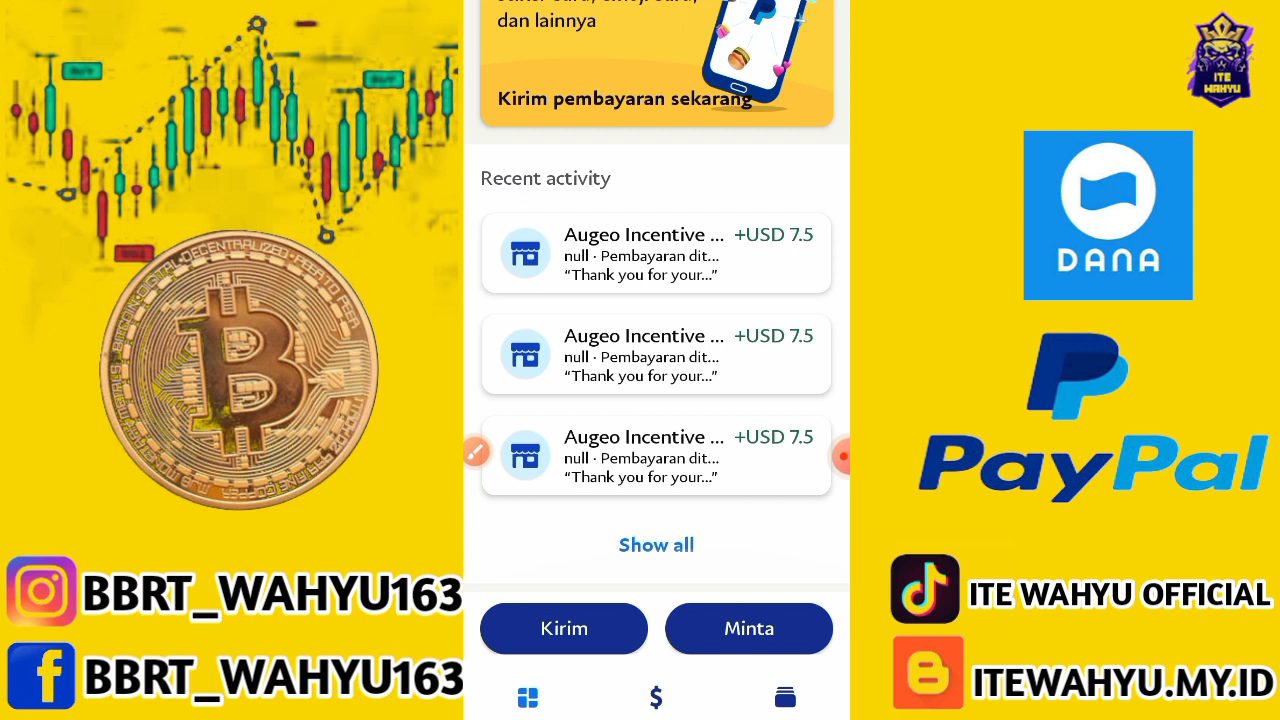 BUY
BUY
BBRT_WAHYU163
BBRT_WAHYU163
dan lainnya
Kirim pembayaran sekarang
Recent activity
Augeo Incentive ... +USD 7.5
null · Pembayaran dit...
“Thank you for your...”
Augeo Incentive ... +USD 7.5
null · Pembayaran dit...
“Thank you for your...”
Augeo Incentive ... +USD 7.5
null · Pembayaran dit...
“Thank you for your...”
Show all
Kirim
Minta
ITE
WAHYU
DANA
PayPal
ITE WAHYU OFFICIAL
ITEWAHYU.MY.ID